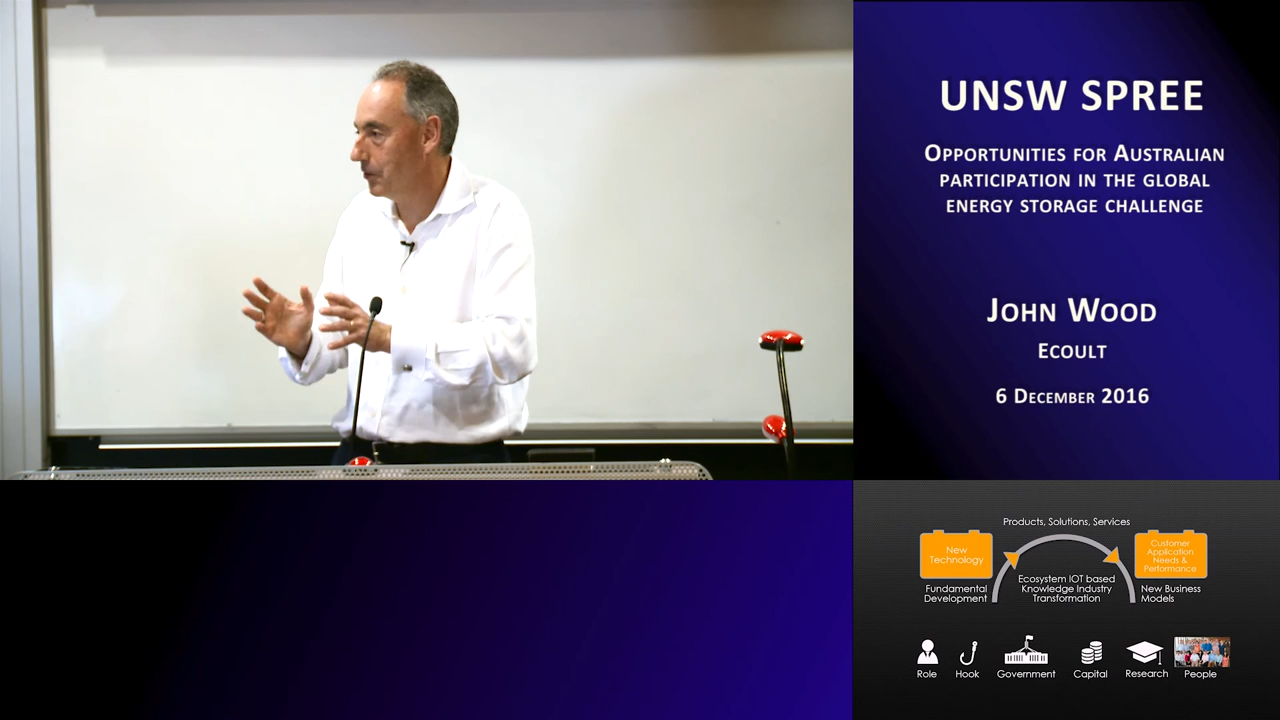 UNSW SPREE
Opportunities for Australian
participation in the global
energy storage challenge
John Wood
Ecoult
6 December 2016
Products, Solutions, Services
New
Technology
Customer
Application
Needs &
Performance
Ecosystem IOT based
Knowledge Industry
Transformation
Fundamental
Development
New Business
Models
Role
Hook
Government
Capital
Research
People